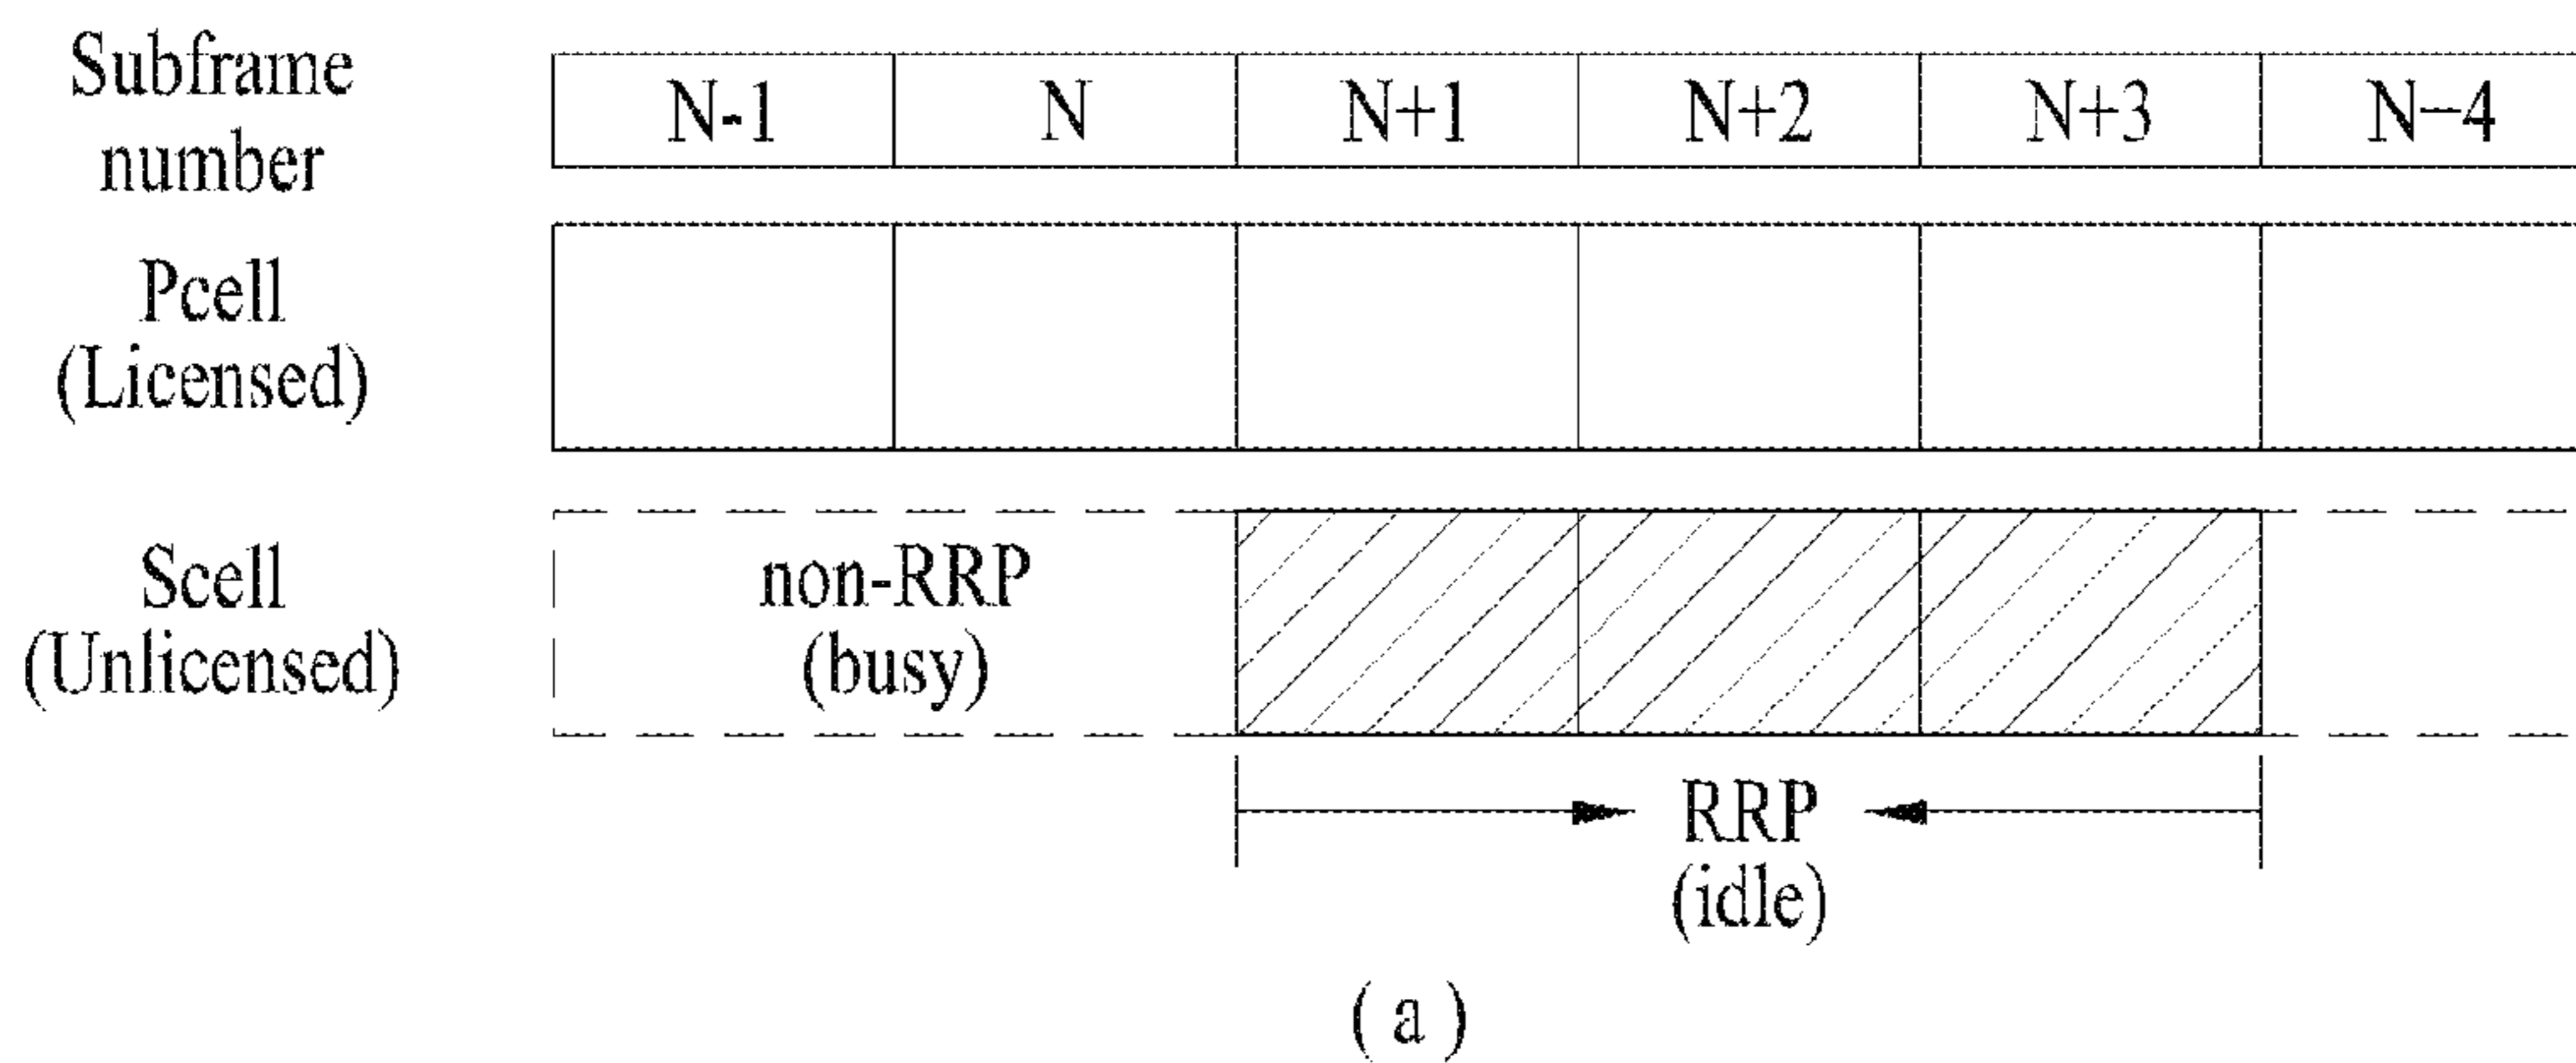 Subframe
number
N-1 N N+1 N+2 N+3 N−4
Pcell
(Licensed)
Scell
(Unlicensed)
non-RRP
(busy)
RRP
(idle)
( a )